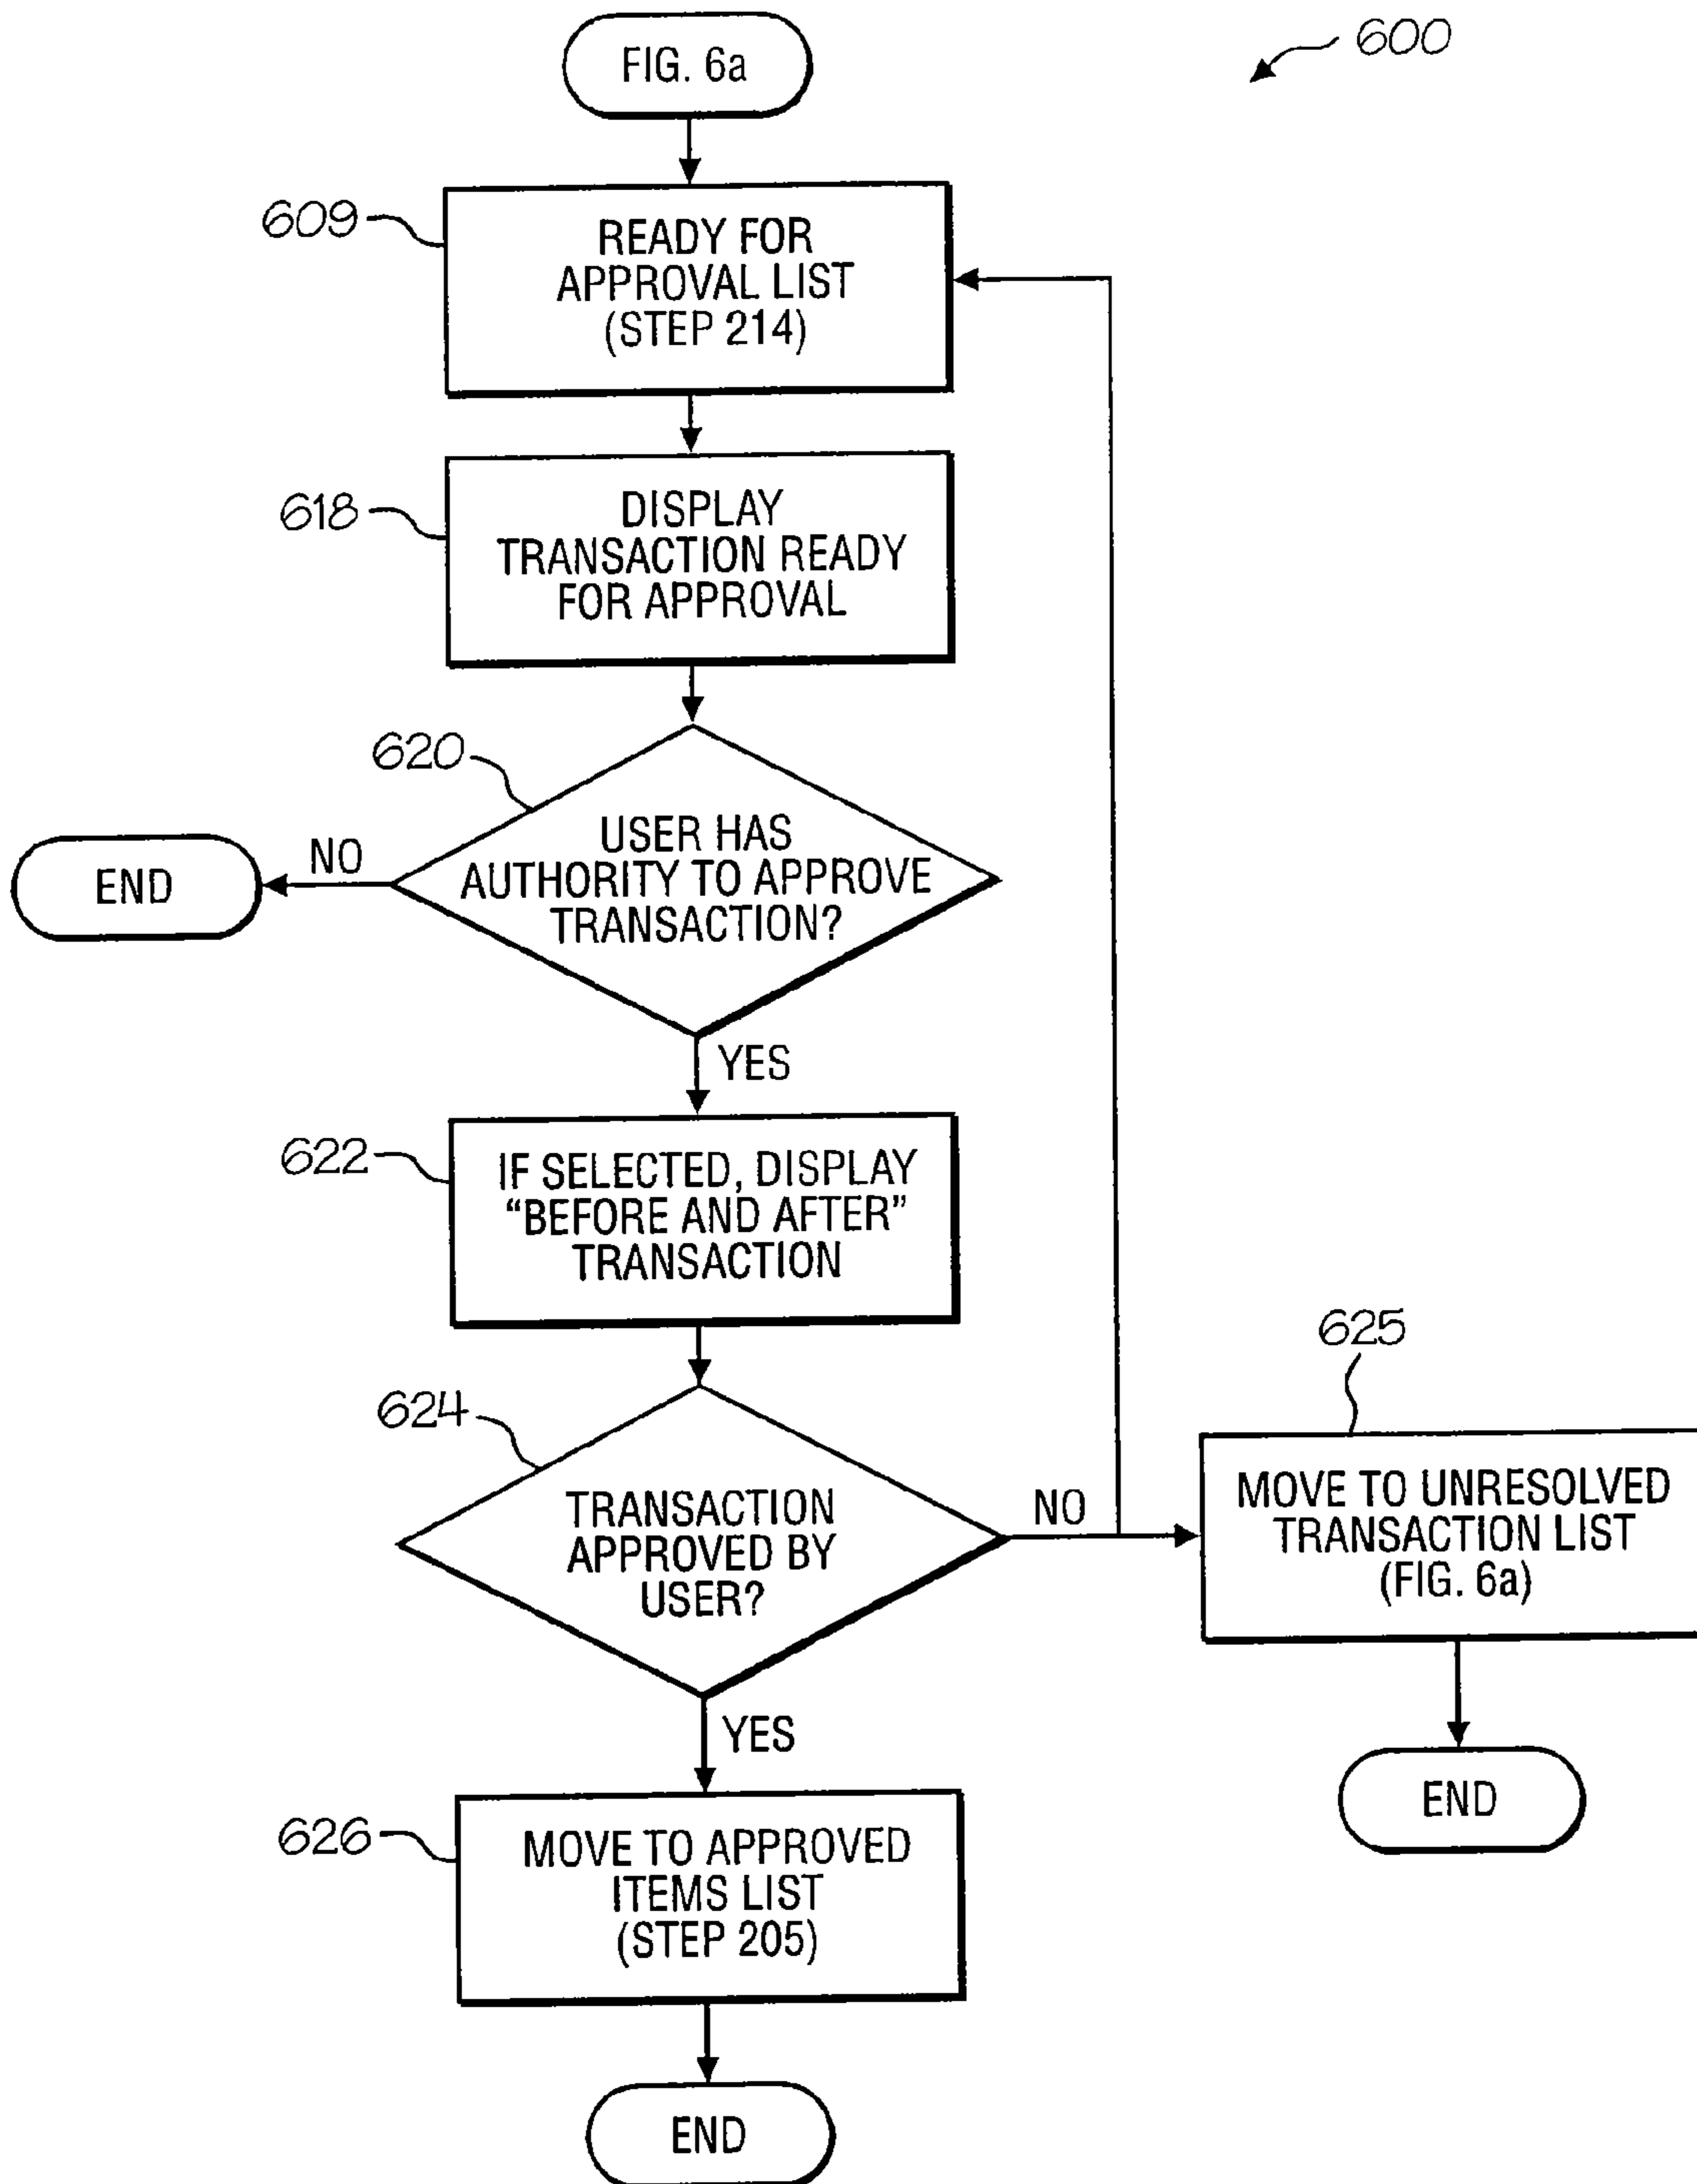 FIG. 6a
600
609
READY FOR
APPROVAL LIST
(STEP 214)
618
DISPLAY
TRANSACTION READY
FOR APPROVAL
620
USER HAS
AUTHORITY TO APPROVE
TRANSACTION?
NO
END
YES
622
IF SELECTED, DISPLAY
“BEFORE AND AFTER”
TRANSACTION
624
TRANSACTION
APPROVED BY
USER?
NO
625
MOVE TO UNRESOLVED
TRANSACTION LIST
(FIG. 6a)
END
YES
626
MOVE TO APPROVED
ITEMS LIST
(STEP 205)
END